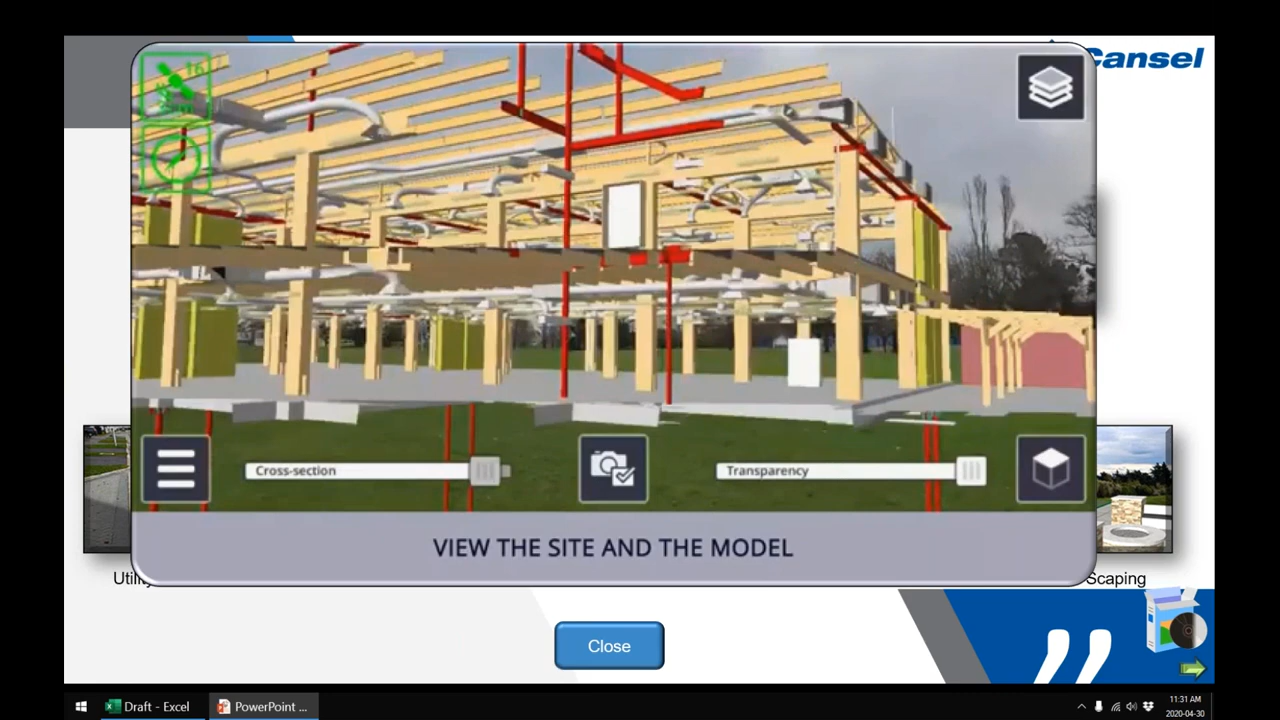 Cansel
16
Cross-section
Transparency
VIEW THE SITE AND THE MODEL
Scaping
Close
Draft - Excel
PowerPoint ...
11:31 AM
2020-04-30